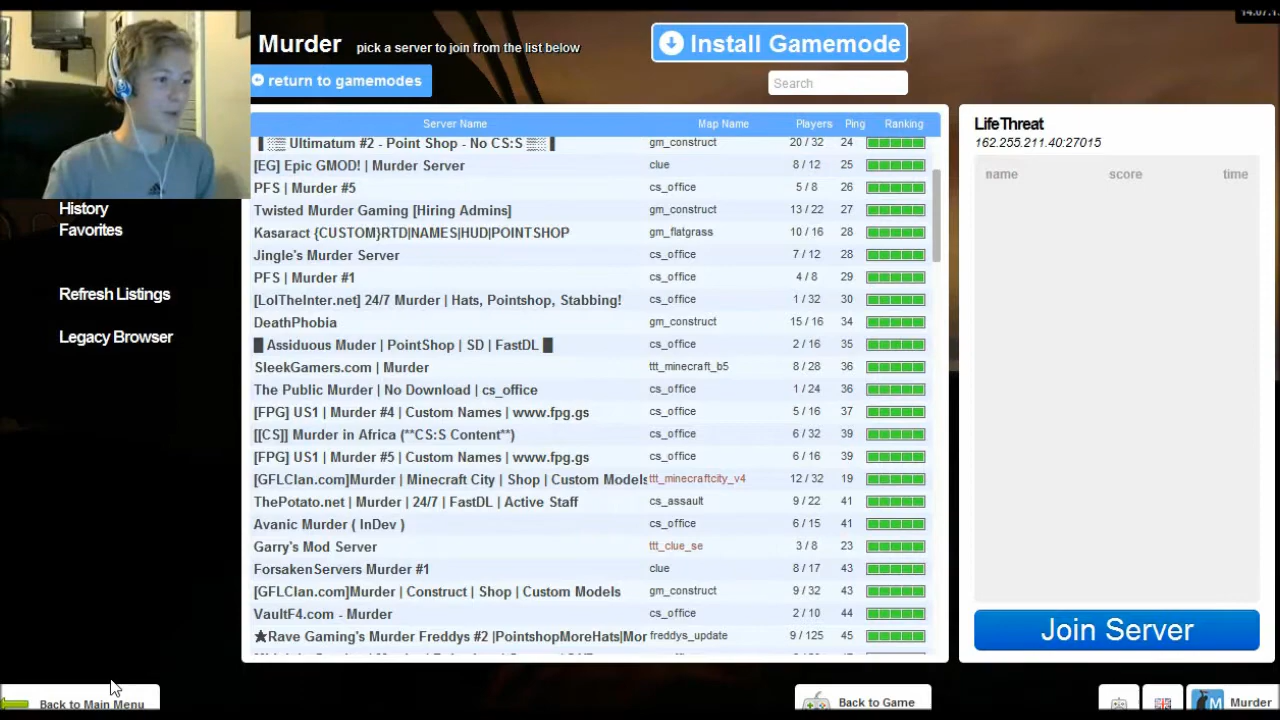 14.07.1
Murder pick a server to join from the list below
Install Gamemode
return to gamemodes
Search
Server Name Map Name Players Ping Ranking
Ultimatum #2 - Point Shop - No CS:S gm_construct 20 / 32 24
[EG] Epic GMOD! | Murder Server clue 8 / 12 25
PFS | Murder #5 cs_office 5 / 8 26
Twisted Murder Gaming [Hiring Admins] gm_construct 13 / 22 27
Kasaract {CUSTOM}RTD|NAMES|HUD|POINTSHOP gm_flatgrass 10 / 16 28
Jingle's Murder Server cs_office 7 / 12 28
PFS | Murder #1 cs_office 4 / 8 29
[LolTheInter.net] 24/7 Murder | Hats, Pointshop, Stabbing! cs_office 1 / 32 30
DeathPhobia gm_construct 15 / 16 34
█ Assiduous Muder | PointShop | SD | FastDL █ cs_office 2 / 16 35
SleekGamers.com | Murder ttt_minecraft_b5 8 / 28 36
The Public Murder | No Download | cs_office cs_office 1 / 24 36
[FPG] US1 | Murder #4 | Custom Names | www.fpg.gs cs_office 5 / 16 37
[[CS]] Murder in Africa (**CS:S Content**) cs_office 6 / 32 39
[FPG] US1 | Murder #5 | Custom Names | www.fpg.gs cs_office 6 / 16 39
[GFLClan.com]Murder | Minecraft City | Shop | Custom Models ttt_minecraftcity_v4 12 / 32 19
ThePotato.net | Murder | 24/7 | FastDL | Active Staff cs_assault 9 / 22 41
Avanic Murder ( InDev ) cs_office 6 / 15 41
Garry's Mod Server ttt_clue_se 3 / 8 23
ForsakenServers Murder #1 clue 8 / 17 43
[GFLClan.com]Murder | Construct | Shop | Custom Models gm_construct 9 / 32 43
VaultF4.com - Murder cs_office 2 / 10 44
★Rave Gaming's Murder Freddys #2 |PointshopMoreHats|Mor freddys_update 9 / 125 45
History
Favorites
Refresh Listings
Legacy Browser
LifeThreat
162.255.211.40:27015
name score time
Join Server
Back to Main Menu
Back to Game
M Murder